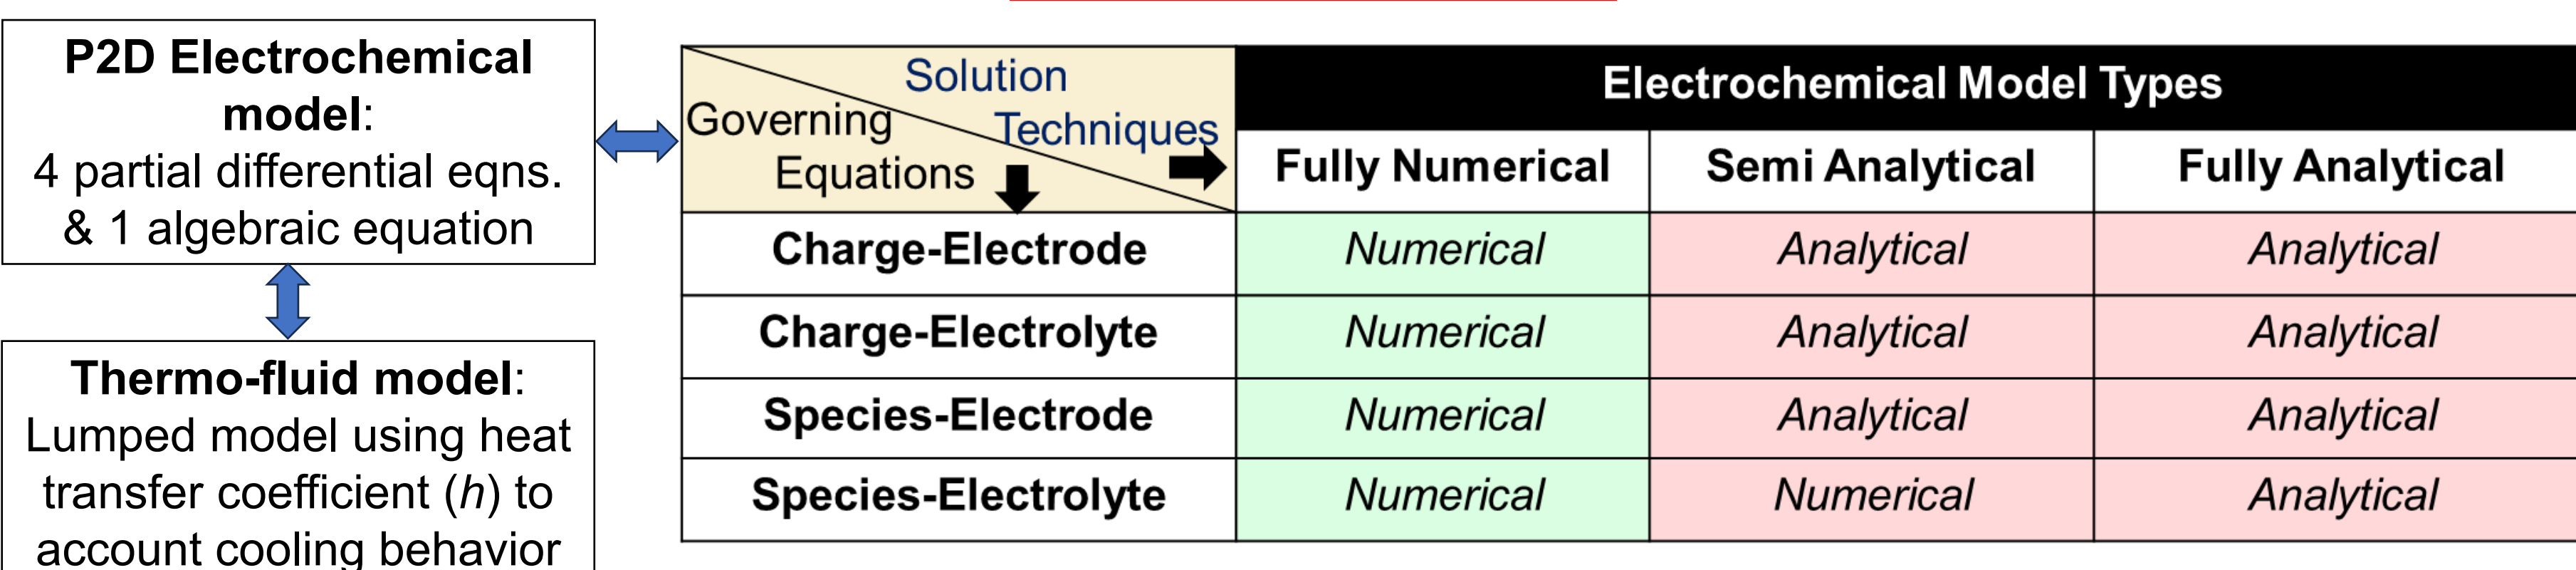 P2D Electrochemical
model:
4 partial differential eqns.
& 1 algebraic equation
Thermo-fluid model:
Lumped model using heat
transfer coefficient (h) to
account cooling behavior
Solution
Techniques
Governing
Equations
Electrochemical Model Types
Fully Numerical Semi Analytical Fully Analytical
Charge-Electrode Numerical Analytical Analytical
Charge-Electrolyte Numerical Analytical Analytical
Species-Electrode Numerical Analytical Analytical
Species-Electrolyte Numerical Numerical Analytical